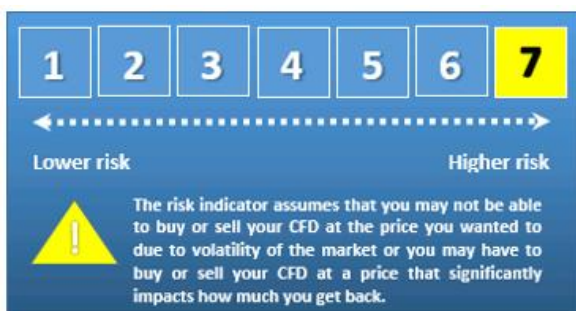 1 2 3 4 5 6 7
Lower risk Higher risk
!
The risk indicator assumes that you may not be able
to buy or sell your CFD at the price you wanted to
due to volatility of the market or you may have to
buy or sell your CFD at a price that significantly
impacts how much you get back.